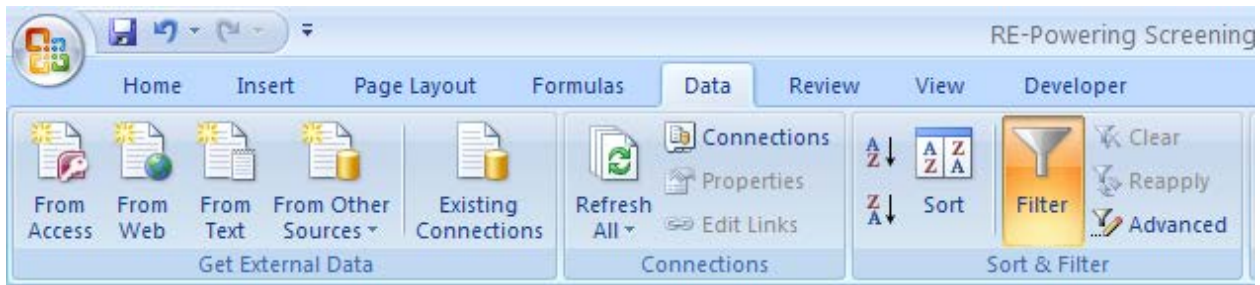 RE-Powering Screening
Home Insert Page Layout Formulas Data Review View Developer
From Access
From Web
From Text
From Other Sources
Existing Connections
Get External Data
Refresh All
Connections
Properties
Edit Links
Connections
A Z
Z A
A Z
Z A
Sort
Filter
Clear
Reapply
Advanced
Sort & Filter